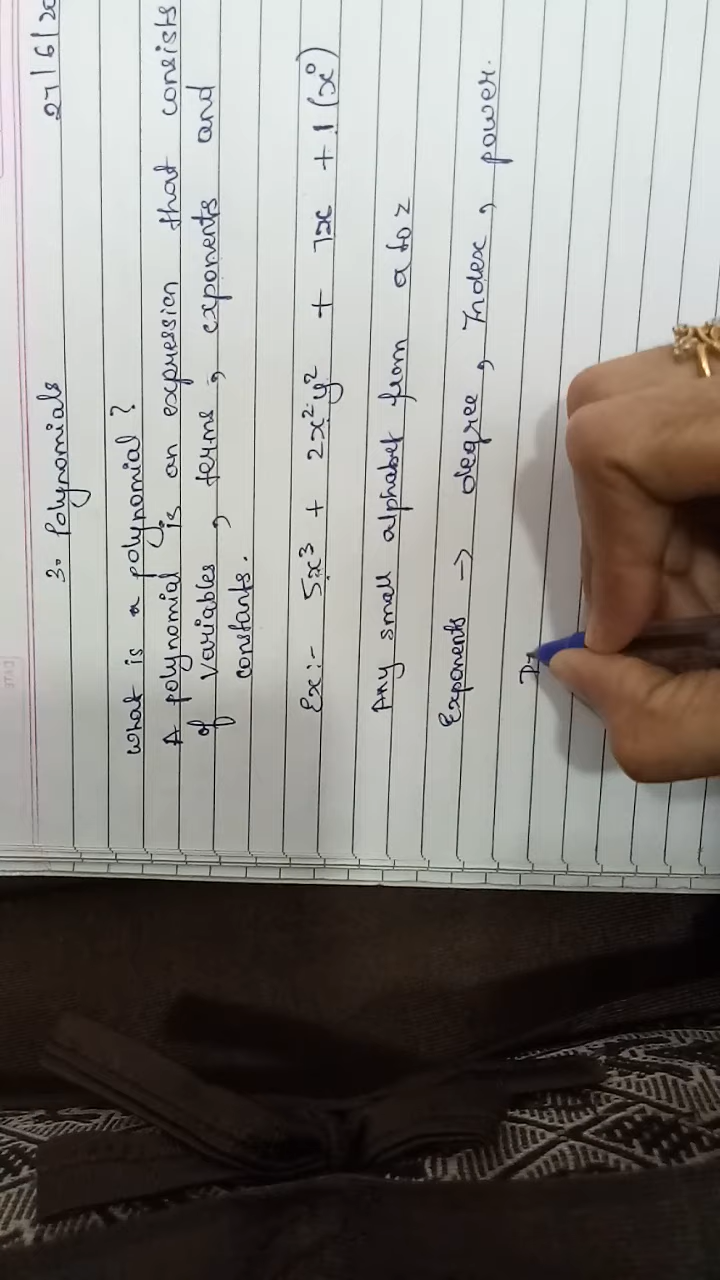 27/6/20
3. Polynomials
What is a polynomial?
A polynomial is an expression that consists
of variables, terms, exponents and
constants.
Ex:- 5x³ + 2x²y² + 7x + 1(x⁰)
Any small alphabet from a to z
Exponents → degree, Index, power.